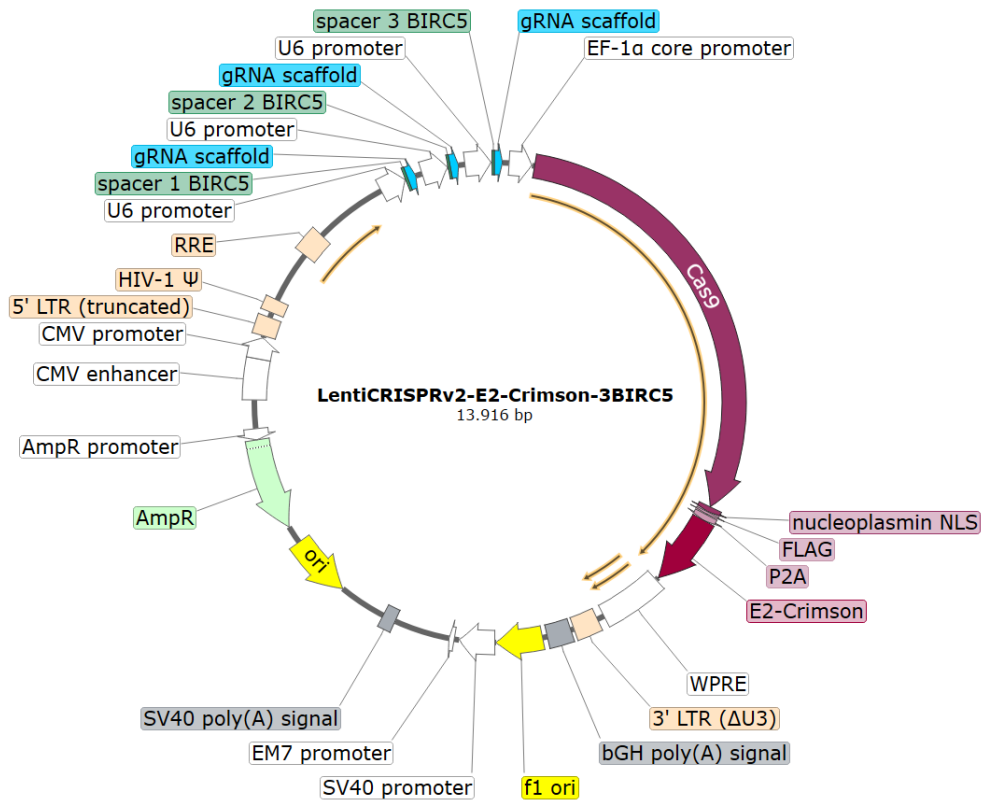 spacer 3 BIRC5
gRNA scaffold
U6 promoter
EF-1α core promoter
gRNA scaffold
spacer 2 BIRC5
U6 promoter
gRNA scaffold
spacer 1 BIRC5
U6 promoter
RRE
HIV-1 Ψ
5' LTR (truncated)
CMV promoter
CMV enhancer
AmpR promoter
AmpR
ori
Cas9
LentiCRISPRv2-E2-Crimson-3BIRC5
13.916 bp
nucleoplasmin NLS
FLAG
P2A
E2-Crimson
WPRE
3' LTR (ΔU3)
bGH poly(A) signal
f1 ori
SV40 promoter
EM7 promoter
SV40 poly(A) signal